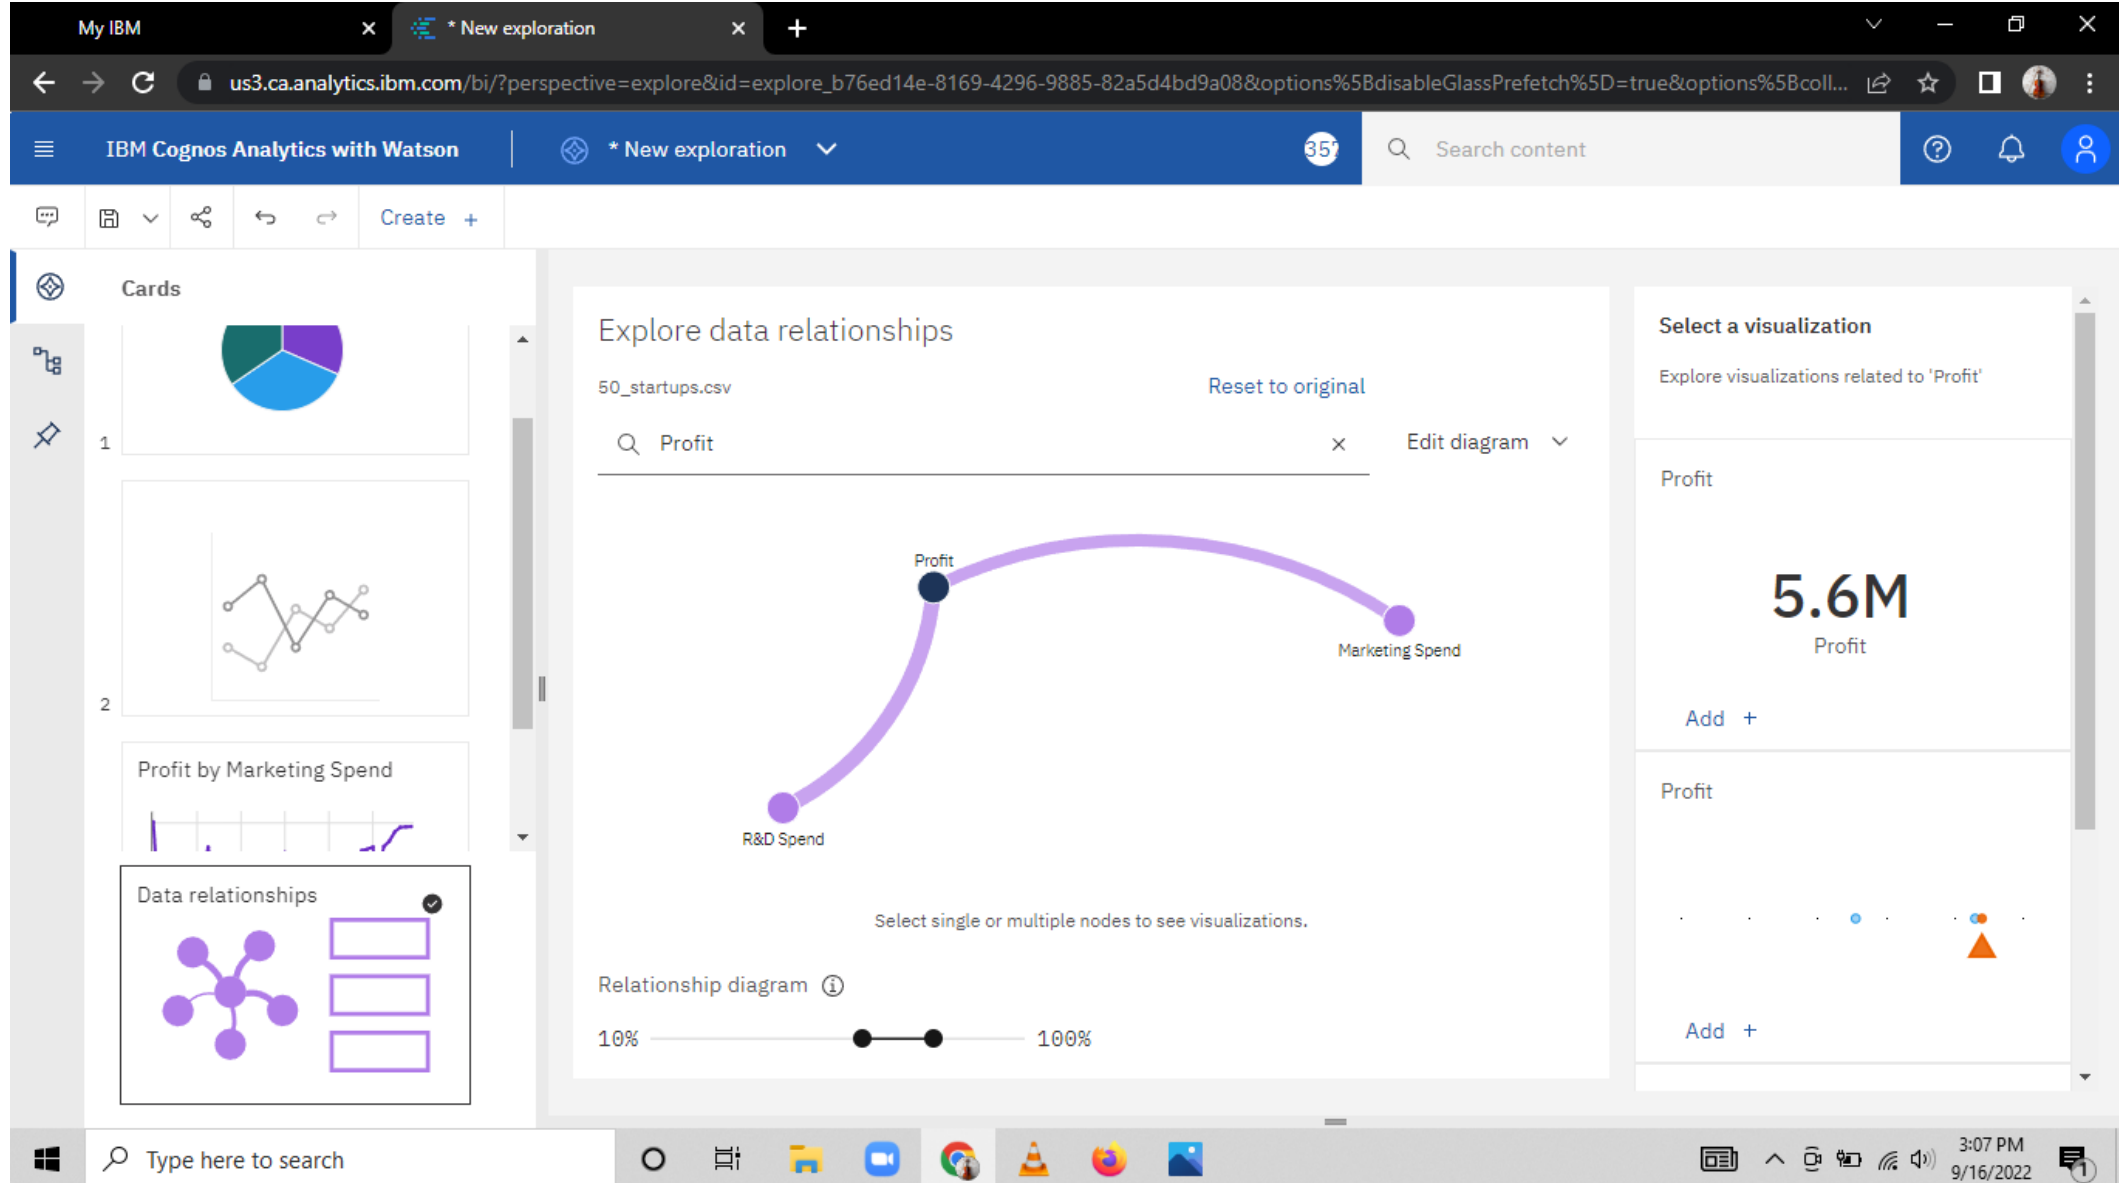 My IBM
* New exploration
us3.ca.analytics.ibm.com/bi/?perspective=explore&id=explore_b76ed14e-8169-4296-9885-82a5d4bd9a08&options%5BdisableGlassPrefetch%5D=true&options%5Bcoll...
IBM Cognos Analytics with Watson
* New exploration
357
Search content
Create +
Cards
1
2
Profit by Marketing Spend
Data relationships
Explore data relationships
50_startups.csv
Reset to original
Profit
Edit diagram
Profit
Marketing Spend
R&D Spend
Select single or multiple nodes to see visualizations.
Relationship diagram
10%
100%
Select a visualization
Explore visualizations related to 'Profit'
Profit
5.6M
Profit
Add +
Profit
Add +
Type here to search
3:07 PM
9/16/2022
1